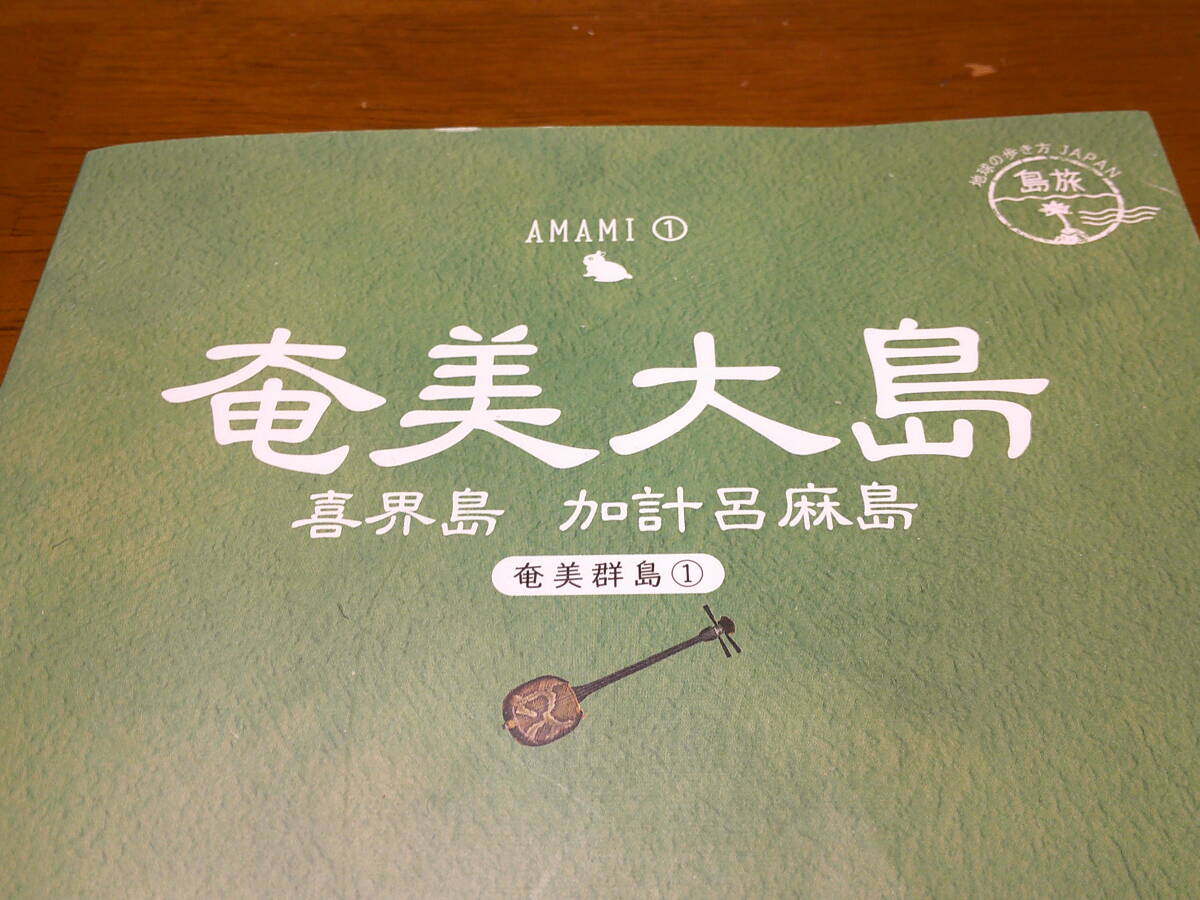 地球の歩き方 JAPAN
島旅
AMAMI ①
奄美大島
喜界島　加計呂麻島
奄美群島①